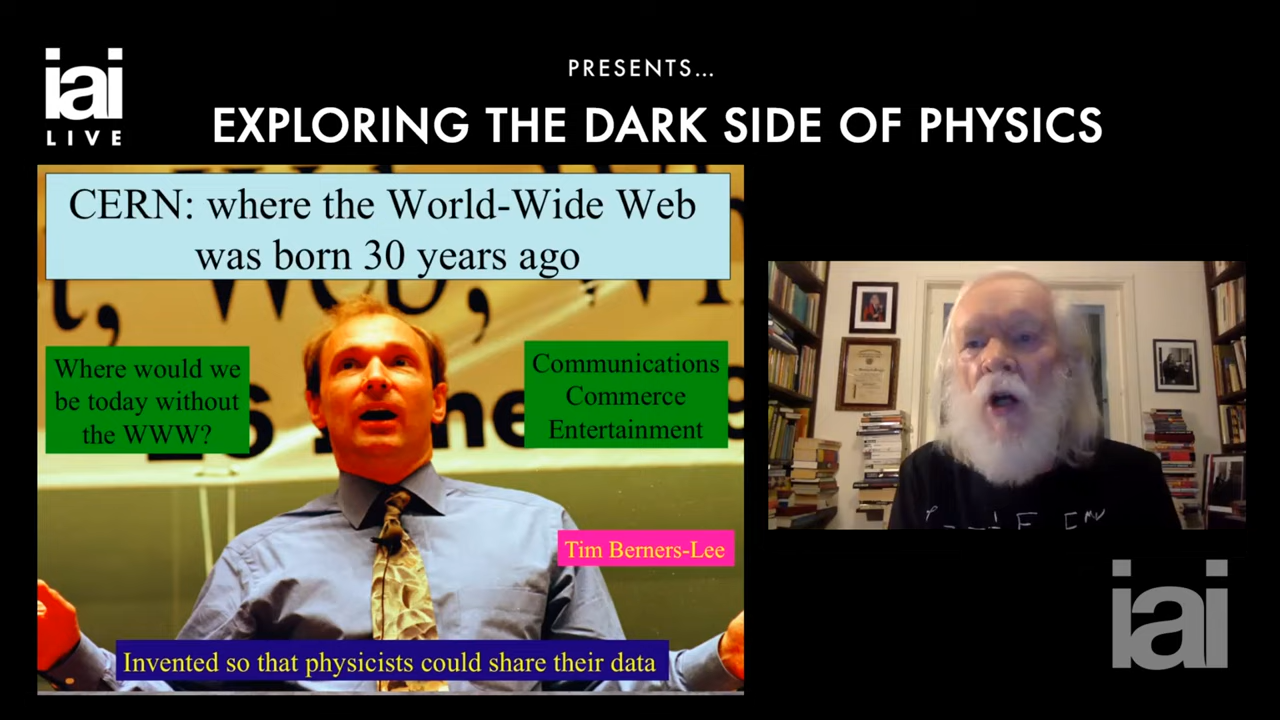 iai
LIVE
PRESENTS...
EXPLORING THE DARK SIDE OF PHYSICS
CERN: where the World-Wide Web
was born 30 years ago
Where would we
be today without
the WWW?
Communications
Commerce
Entertainment
Tim Berners-Lee
Invented so that physicists could share their data
iai